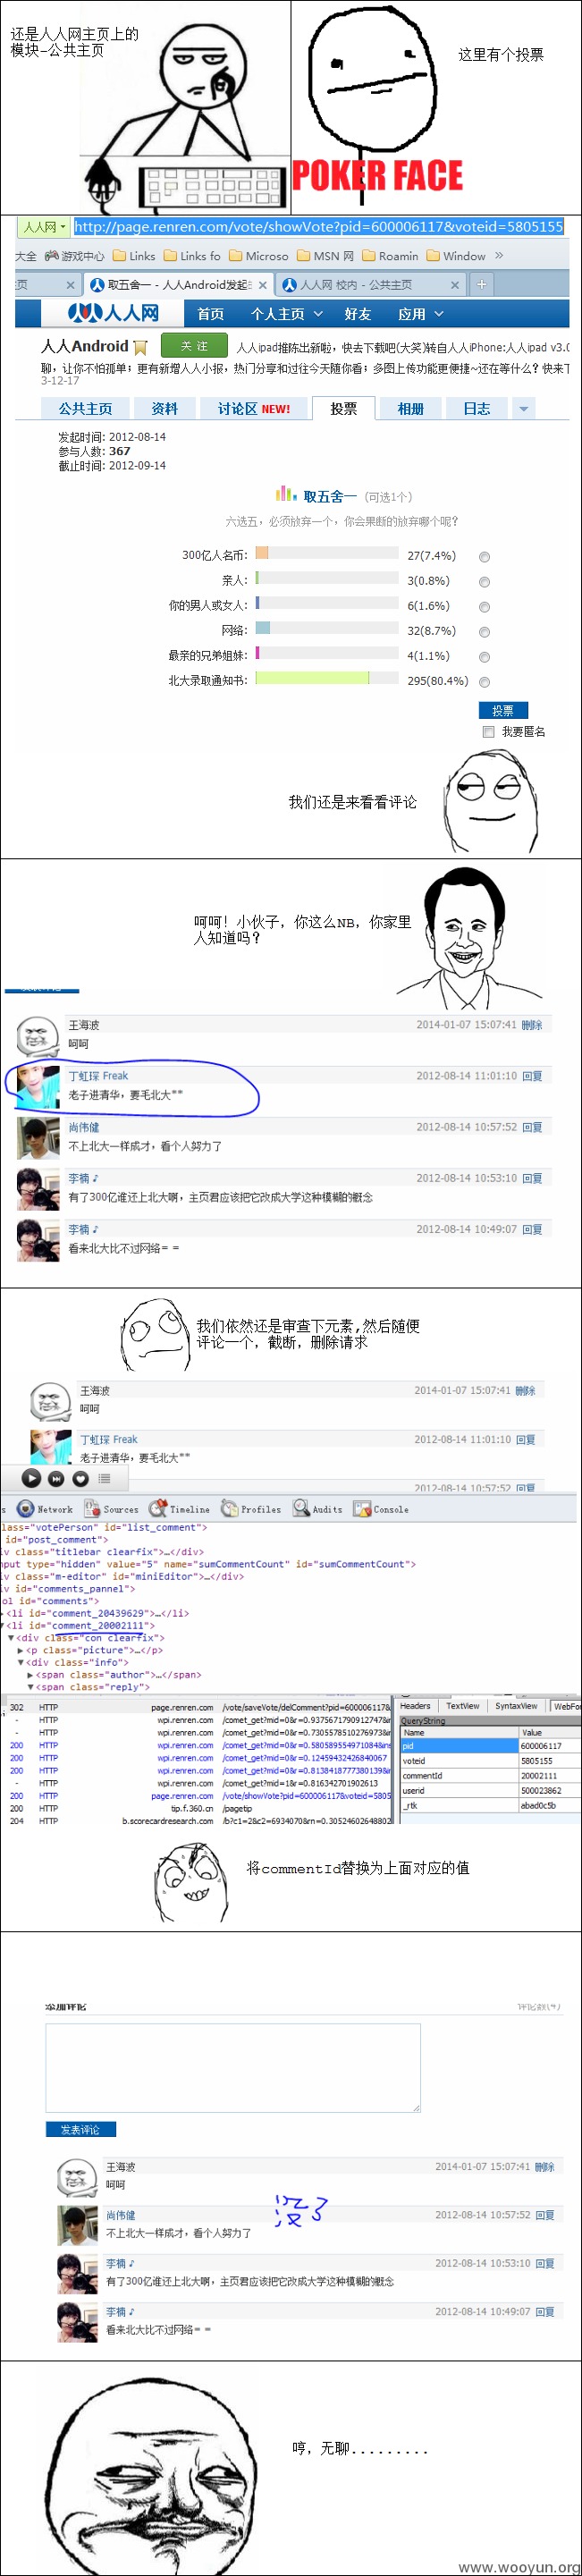 还是人人网主页上的
模块-公共主页
这里有个投票
POKER FACE
人人网
http://page.renren.com/vote/showVote?pid=600006117&voteid=5805155
大全 游戏中心 Links Links fo Microso MSN 网 Roamin Window »
页 × 取五舍一 - 人人Android发起 × 人人网 校内 - 公共主页 × +
人人网 首页 个人主页 好友 应用
人人Android 关 注 人人ipad推陈出新啦，快去下载吧(大笑)转自人人iPhone:人人ipad v3.0
聊，让你不怕孤单；更有新增人人小报，热门分享和过往今天随你看；多图上传功能更便捷~还在等什么？快来下
3-12-17
公共主页 资料 讨论区 NEW! 投票 相册 日志
发起时间: 2012-08-14
参与人数: 367
截止时间: 2012-09-14
取五舍一 (可选1个)
六选五，必须放弃一个，你会果断的放弃哪个呢？
300亿人名币: 27(7.4%)
亲人: 3(0.8%)
你的男人或女人: 6(1.6%)
网络: 32(8.7%)
最亲的兄弟姐妹: 4(1.1%)
北大录取通知书: 295(80.4%)
投票
我要匿名
我们还是来看看评论
呵呵！小伙子，你这么NB，你家里
人知道吗？
王海波 2014-01-07 15:07:41 删除
呵呵
丁虹琛 Freak 2012-08-14 11:01:10 回复
老子进清华，要毛北大**
尚伟健 2012-08-14 10:57:52 回复
不上北大一样成才，看个人努力了
李楠♪ 2012-08-14 10:53:10 回复
有了300亿谁还上北大啊，主页君应该把它改成大学这种模糊的概念
李楠♪ 2012-08-14 10:49:07 回复
看来北大比不过网络= =
我们依然还是审查下元素,然后随便
评论一个，截断，删除请求
王海波 2014-01-07 15:07:41 删除
呵呵
丁虹琛 Freak 2012-08-14 11:01:10 回复
老子进清华，要毛北大**
2012-08-14 10:57:52 回复
s Network Sources Timeline Profiles Audits Console
class="votePerson" id="list_comment">
id="post_comment">
iv class="titlebar clearfix">…</div>
nput type="hidden" value="5" name="sumCommentCount" id="sumCommentCount">
iv class="m-editor" id="miniEditor">…</div>
iv id="comments_pannel">
ol id="comments">
<li id="comment_20439629">…</li>
<li id="comment_20002111">
▼<div class="con clearfix">
▶<p class="picture">…</p>
▼<div class="info">
▶<span class="author">…</span>
▼<span class="reply">
302 HTTP page.renren.com /vote/saveVote/delComment?pid=600006117&
- HTTP wpi.renren.com /comet_get?mid=0&r=0.937567179091274​7&n
- HTTP wpi.renren.com /comet_get?mid=0&r=0.7305578510276973&n
200 HTTP wpi.renren.com /comet_get?mid=0&r=0.580589554971084&ns
200 HTTP wpi.renren.com /comet_get?mid=0&r=0.12459432426840067
200 HTTP wpi.renren.com /comet_get?mid=0&r=0.8138418777380139&n
- HTTP wpi.renren.com /comet_get?mid=1&r=0.816342701902613
200 HTTP page.renren.com /vote/showVote?pid=600006117&voteid=5805
200 HTTP tip.f.360.cn /pagetip
204 HTTP b.scorecardresearch.com /b?c1=2&c2=6934070&rn=0.30524602648802
Headers TextView SyntaxView WebFor
QueryString
Name Value
pid 600006117
voteid 5805155
commentId 20002111
userid 500023862
_rtk abad0c5b
将commentId替换为上面对应的值
添加评论 评论数(4)
发表评论
王海波 2014-01-07 15:07:41 删除
呵呵
尚伟健 2012-08-14 10:57:52 回复
不上北大一样成才，看个人努力了
没了
李楠♪ 2012-08-14 10:53:10 回复
有了300亿谁还上北大啊，主页君应该把它改成大学这种模糊的概念
李楠♪ 2012-08-14 10:49:07 回复
看来北大比不过网络= =
哼，无聊.........
www.wooyun.org